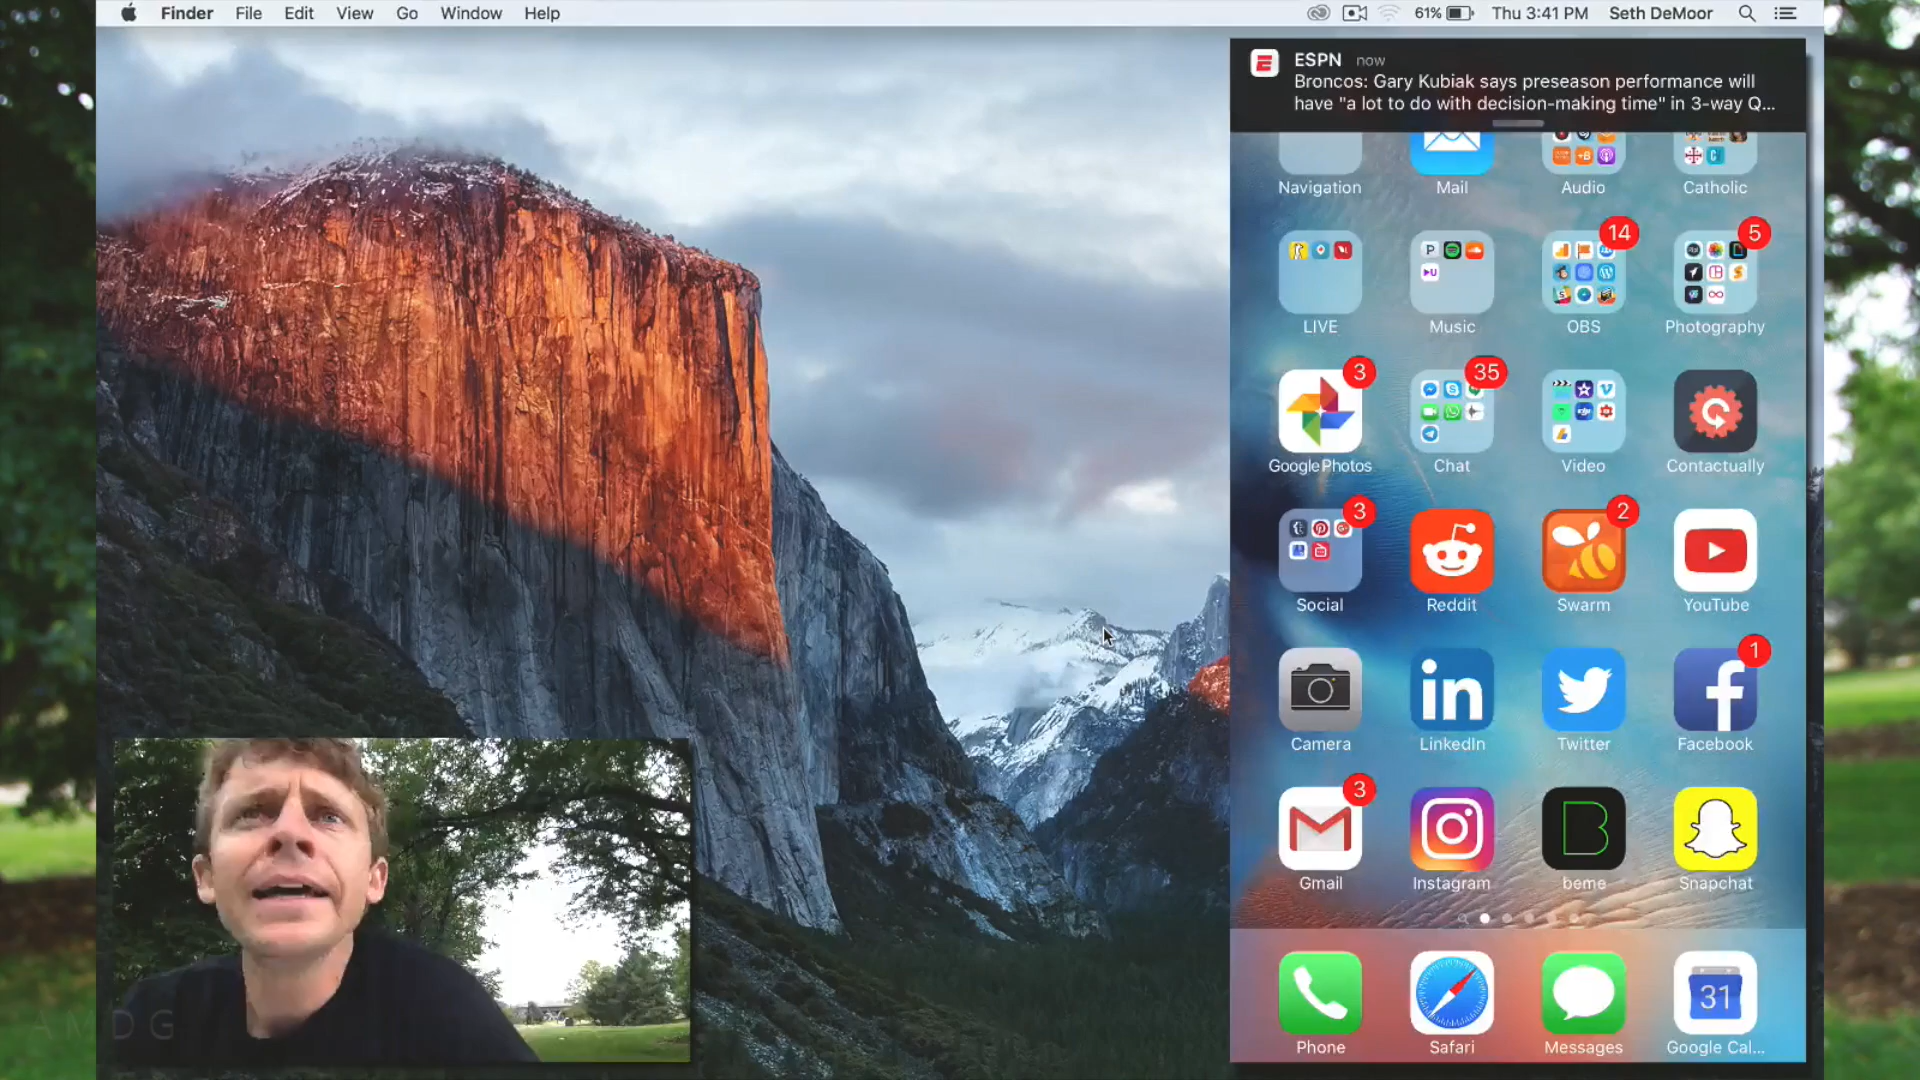 Finder File Edit View Go Window Help
61% Thu 3:41 PM Seth DeMoor
ESPN now
Broncos: Gary Kubiak says preseason performance will
have "a lot to do with decision-making time" in 3-way Q...
Navigation Mail Audio Catholic
14 5
LIVE Music OBS Photography
3 35
Google Photos Chat Video Contactually
3 2
Social Reddit Swarm YouTube
1
Camera LinkedIn Twitter Facebook
3
Gmail Instagram beme Snapchat
31
Phone Safari Messages Google Cal...
AMDG